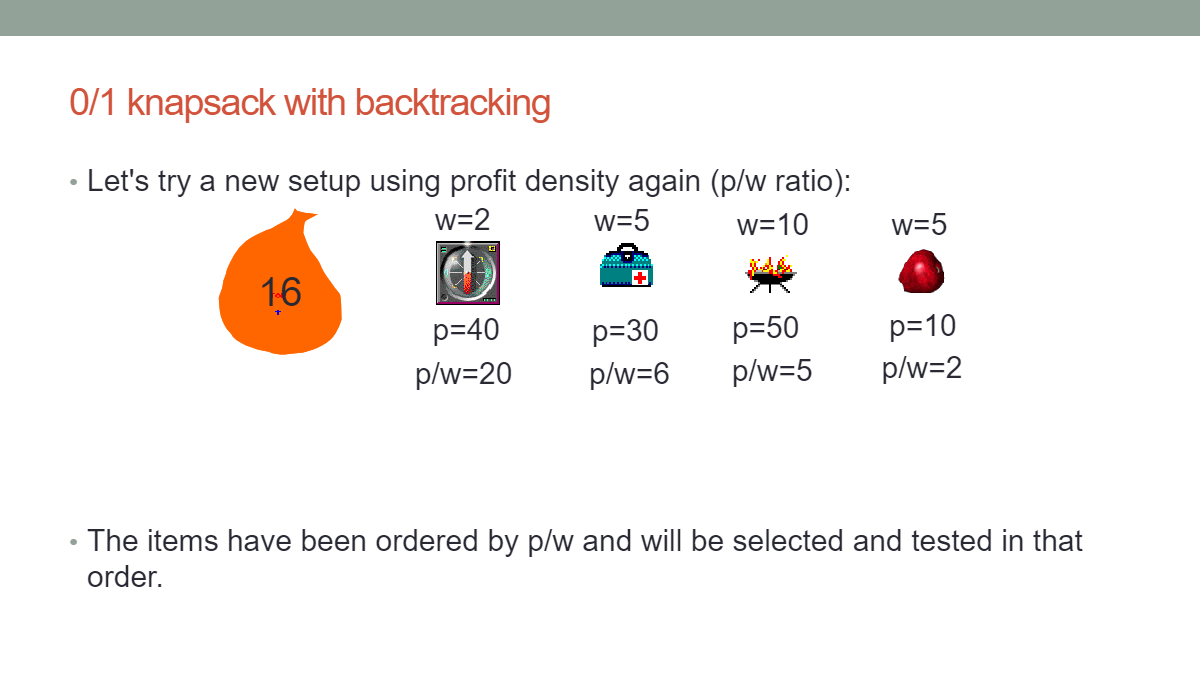 0/1 knapsack with backtracking
• Let's try a new setup using profit density again (p/w ratio):
w=2 w=5 w=10 w=5
16
p=40 p=30 p=50 p=10
p/w=20 p/w=6 p/w=5 p/w=2
• The items have been ordered by p/w and will be selected and tested in that
order.